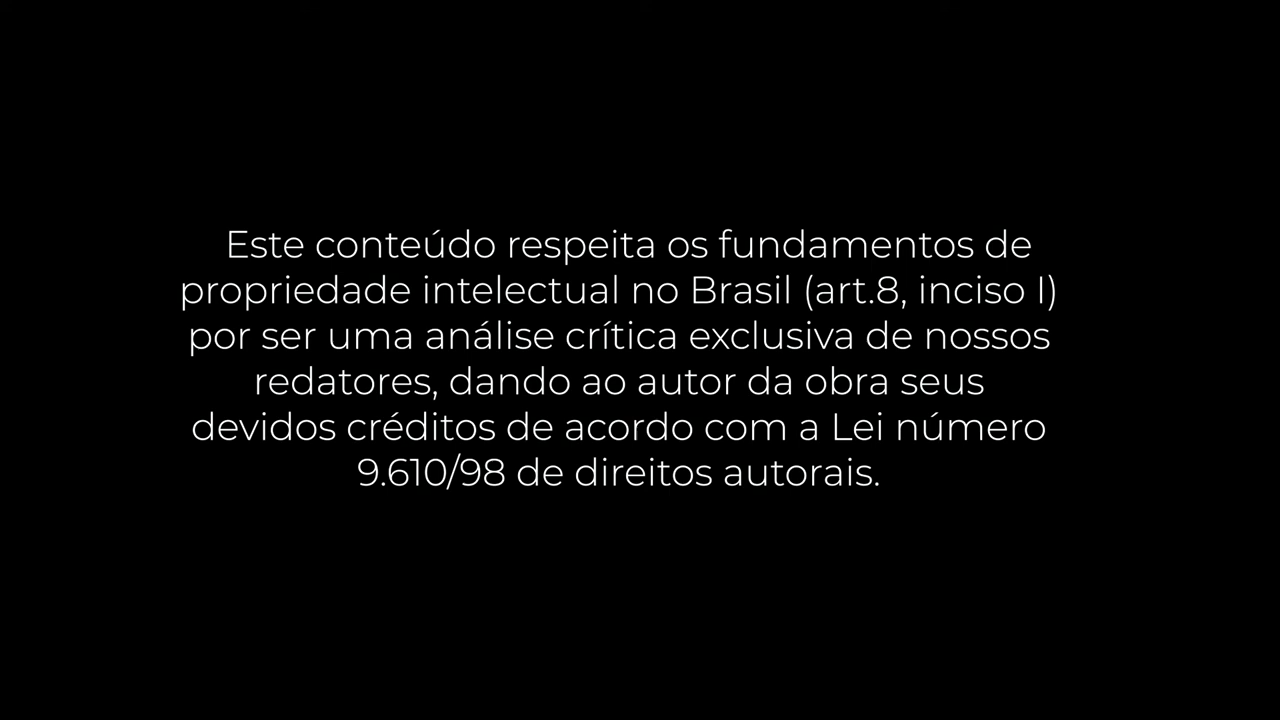 Este conteúdo respeita os fundamentos de
propriedade intelectual no Brasil (art.8, inciso I)
por ser uma análise crítica exclusiva de nossos
redatores, dando ao autor da obra seus
devidos créditos de acordo com a Lei número
9.610/98 de direitos autorais.